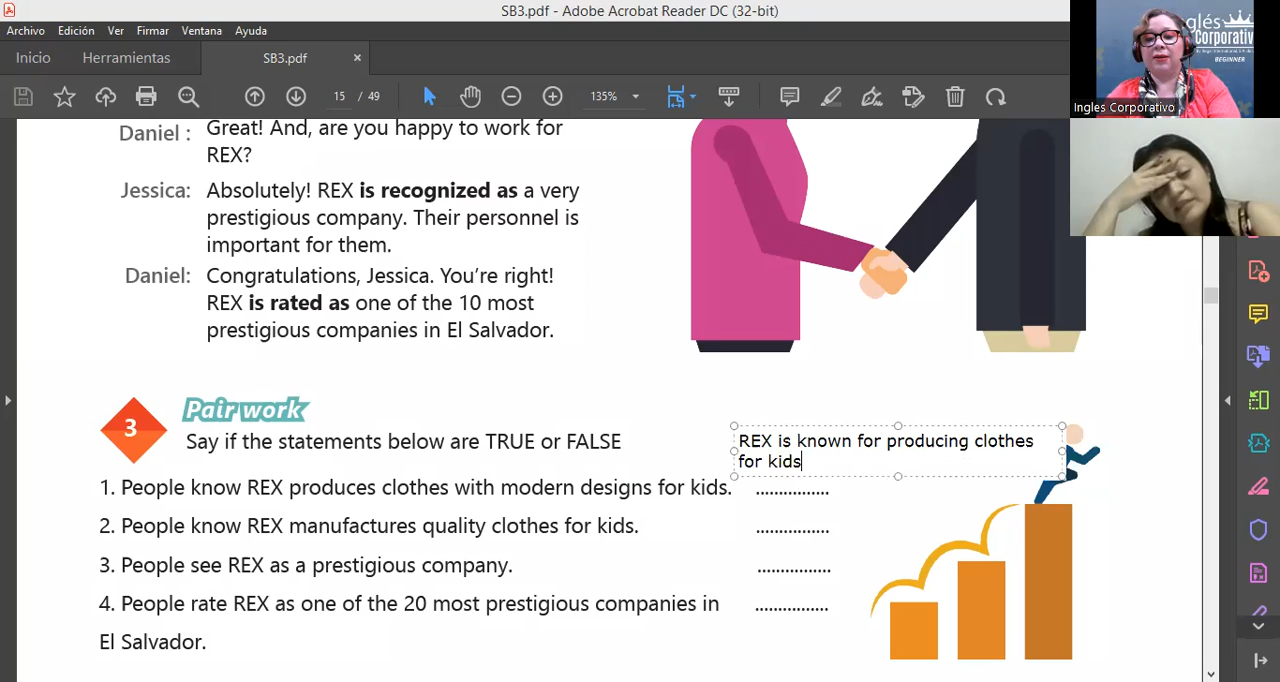 SB3.pdf - Adobe Acrobat Reader DC (32-bit)
Archivo Edición Ver Firmar Ventana Ayuda
Inicio Herramientas SB3.pdf ×
15 / 49 135%
glés
Corporativo
BEGINNER
Ingles Corporativo
Daniel : Great! And, are you happy to work for
REX?
Jessica: Absolutely! REX is recognized as a very
prestigious company. Their personnel is
important for them.
Daniel: Congratulations, Jessica. You're right!
REX is rated as one of the 10 most
prestigious companies in El Salvador.
3 Pair work
Say if the statements below are TRUE or FALSE
REX is known for producing clothes
for kids
1. People know REX produces clothes with modern designs for kids. ...............
2. People know REX manufactures quality clothes for kids. ...............
3. People see REX as a prestigious company. ...............
4. People rate REX as one of the 20 most prestigious companies in ...............
El Salvador.